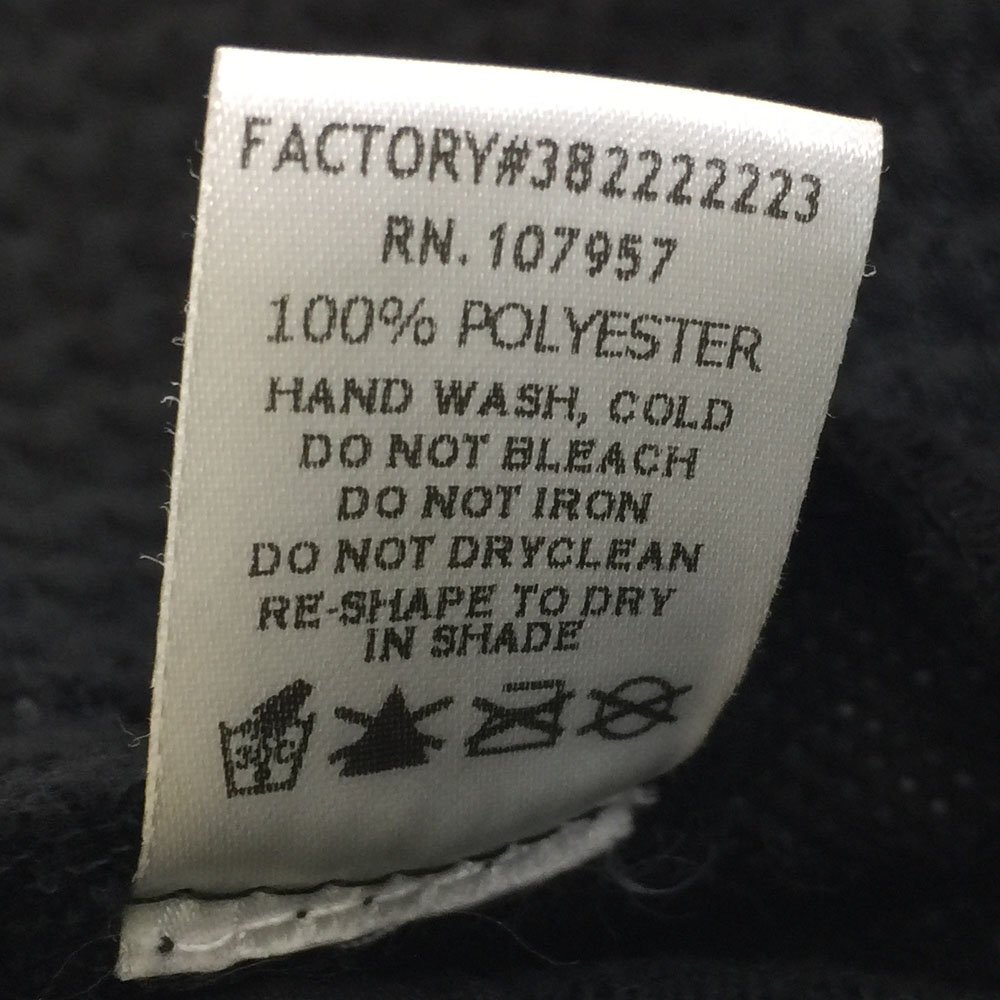 FACTORY#382222223
RN. 107957
100% POLYESTER
HAND WASH, COLD
DO NOT BLEACH
DO NOT IRON
DO NOT DRYCLEAN
RE-SHAPE TO DRY
IN SHADE